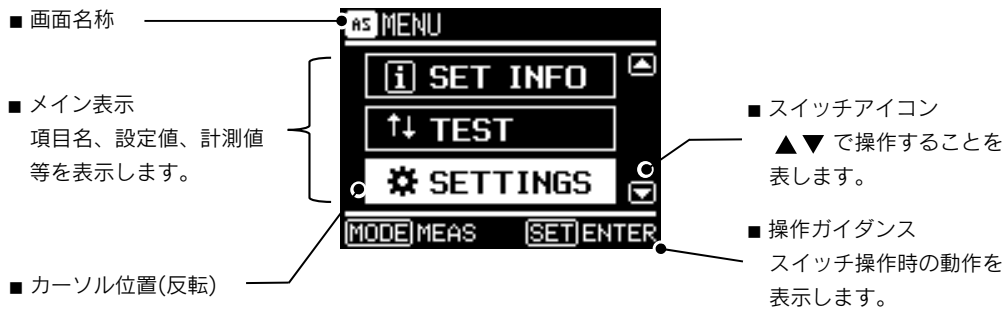 ■ 画面名称
AS MENU
■ メイン表示
項目名、設定値、計測値
等を表示します。
i SET INFO
↑↓ TEST
SETTINGS
MODE MEAS SET ENTER
■ カーソル位置(反転)
■ スイッチアイコン
▲▼ で操作することを
表します。
■ 操作ガイダンス
スイッチ操作時の動作を
表示します。